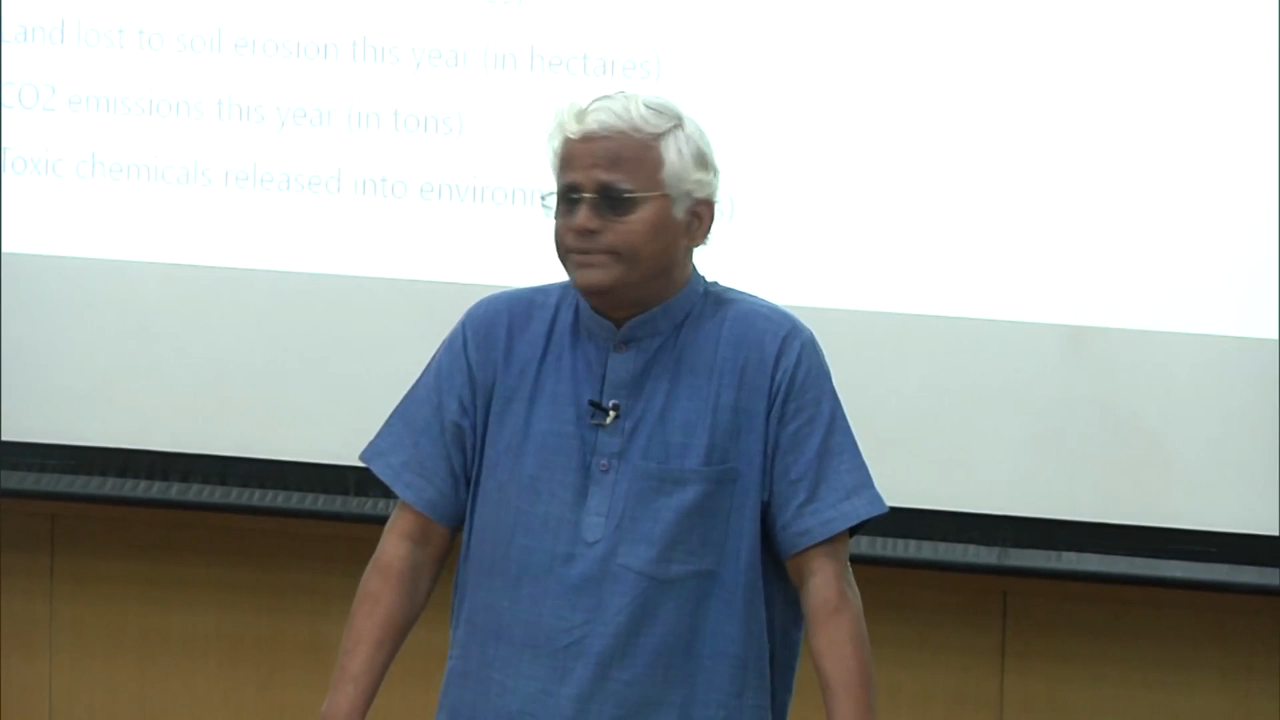 Land lost to soil erosion this year (in hectares)
CO2 emissions this year (in tons)
Toxic chemicals released into